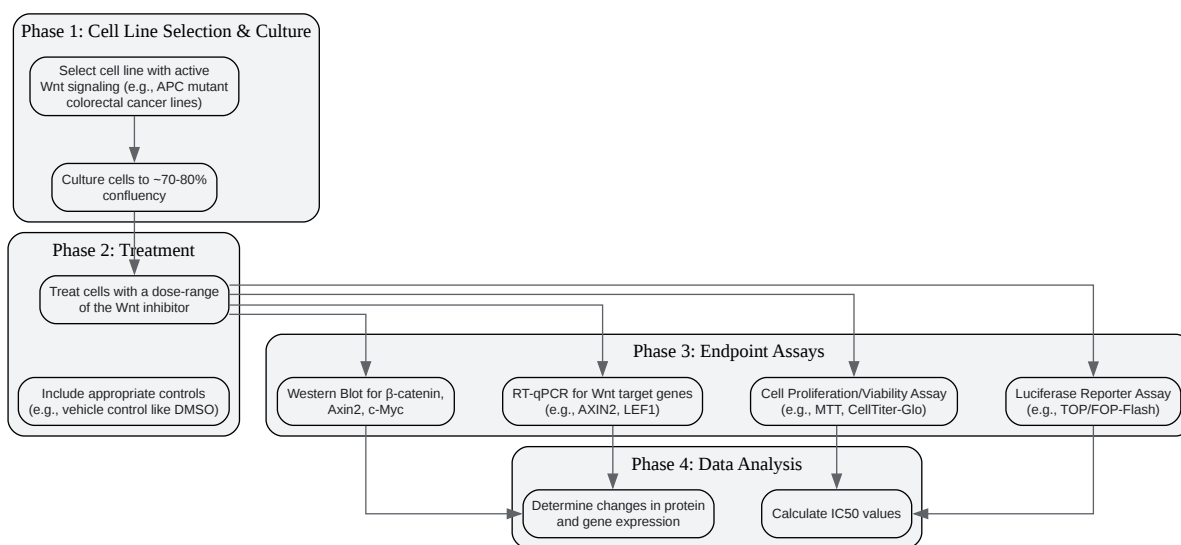 Phase 1: Cell Line Selection & Culture
Select cell line with active
Wnt signaling (e.g., APC mutant
colorectal cancer lines)
Culture cells to ~70-80%
confluency
Phase 2: Treatment
Treat cells with a dose-range
of the Wnt inhibitor
Include appropriate controls
(e.g., vehicle control like DMSO)
Phase 3: Endpoint Assays
Western Blot for β-catenin,
Axin2, c-Myc
RT-qPCR for Wnt target genes
(e.g., AXIN2, LEF1)
Cell Proliferation/Viability Assay
(e.g., MTT, CellTiter-Glo)
Luciferase Reporter Assay
(e.g., TOP/FOP-Flash)
Phase 4: Data Analysis
Determine changes in protein
and gene expression
Calculate IC50 values